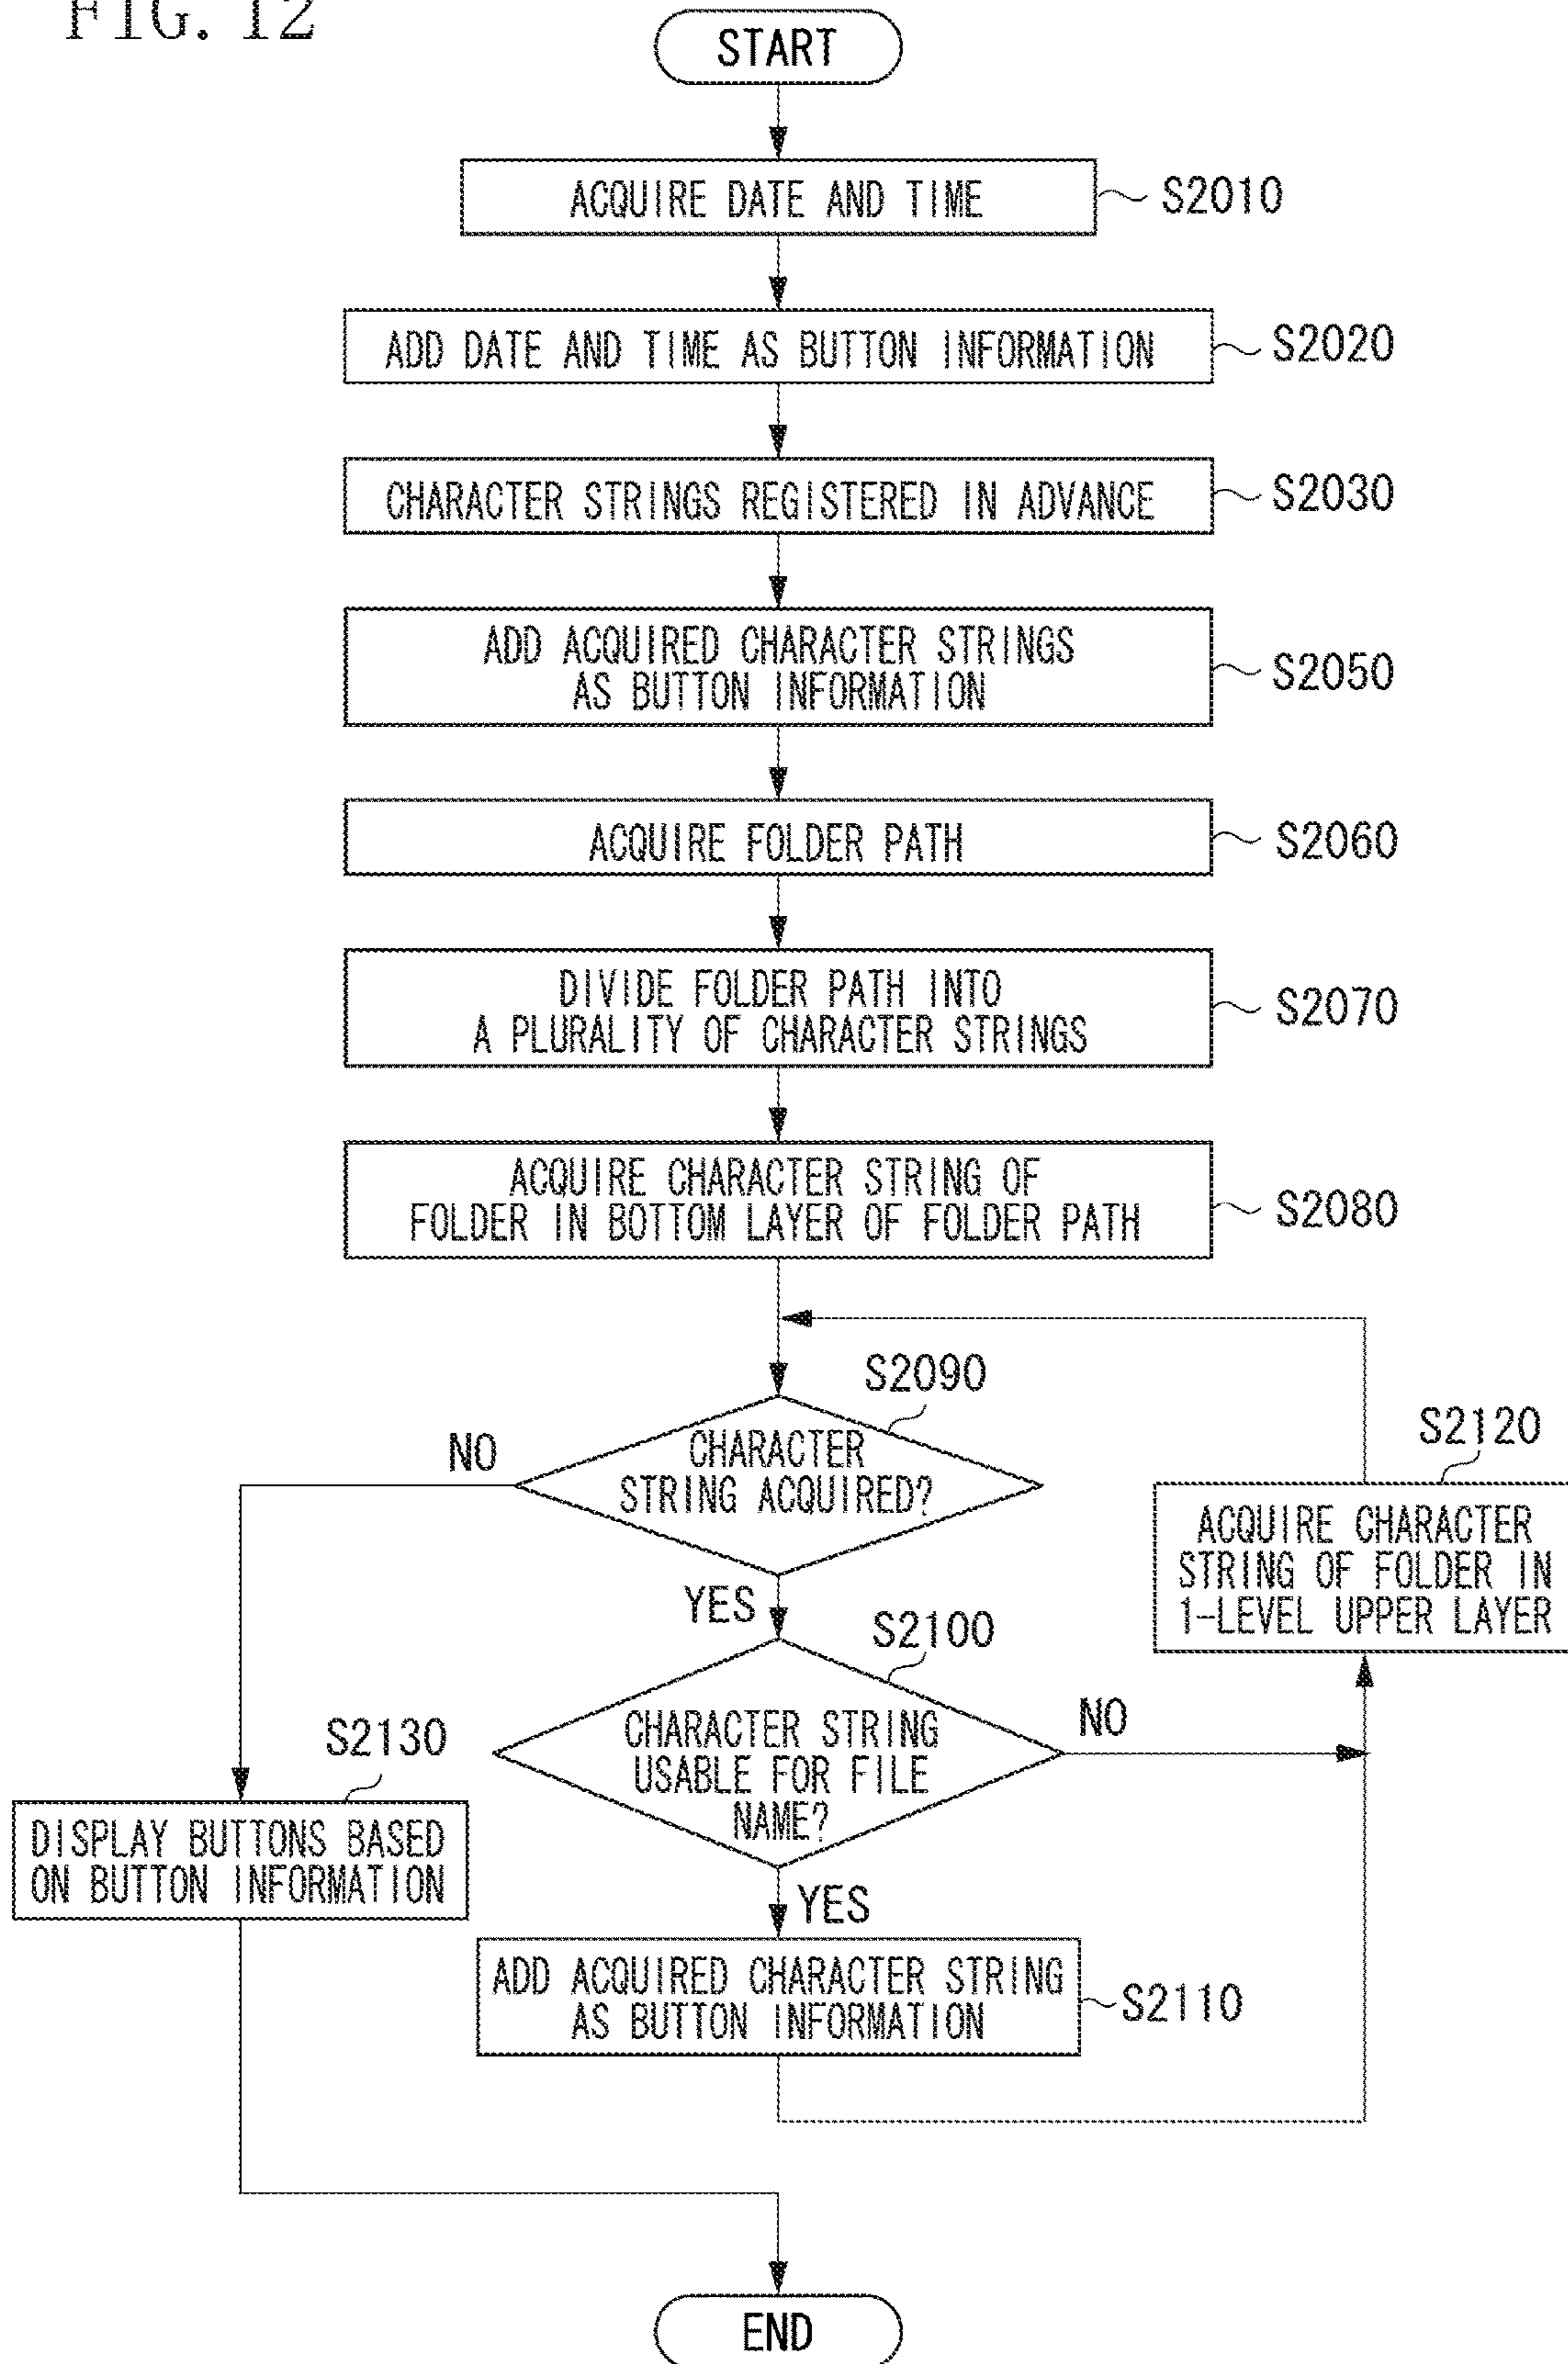 FIG. 12
START
ACQUIRE DATE AND TIME
S2010
ADD DATE AND TIME AS BUTTON INFORMATION
S2020
CHARACTER STRINGS REGISTERED IN ADVANCE
S2030
ADD ACQUIRED CHARACTER STRINGS
AS BUTTON INFORMATION
S2050
ACQUIRE FOLDER PATH
S2060
DIVIDE FOLDER PATH INTO
A PLURALITY OF CHARACTER STRINGS
S2070
ACQUIRE CHARACTER STRING OF
FOLDER IN BOTTOM LAYER OF FOLDER PATH
S2080
S2090
CHARACTER
STRING ACQUIRED?
NO
YES
S2120
ACQUIRE CHARACTER
STRING OF FOLDER IN
1-LEVEL UPPER LAYER
S2100
CHARACTER STRING
USABLE FOR FILE
NAME?
NO
YES
S2130
DISPLAY BUTTONS BASED
ON BUTTON INFORMATION
ADD ACQUIRED CHARACTER STRING
AS BUTTON INFORMATION
S2110
END